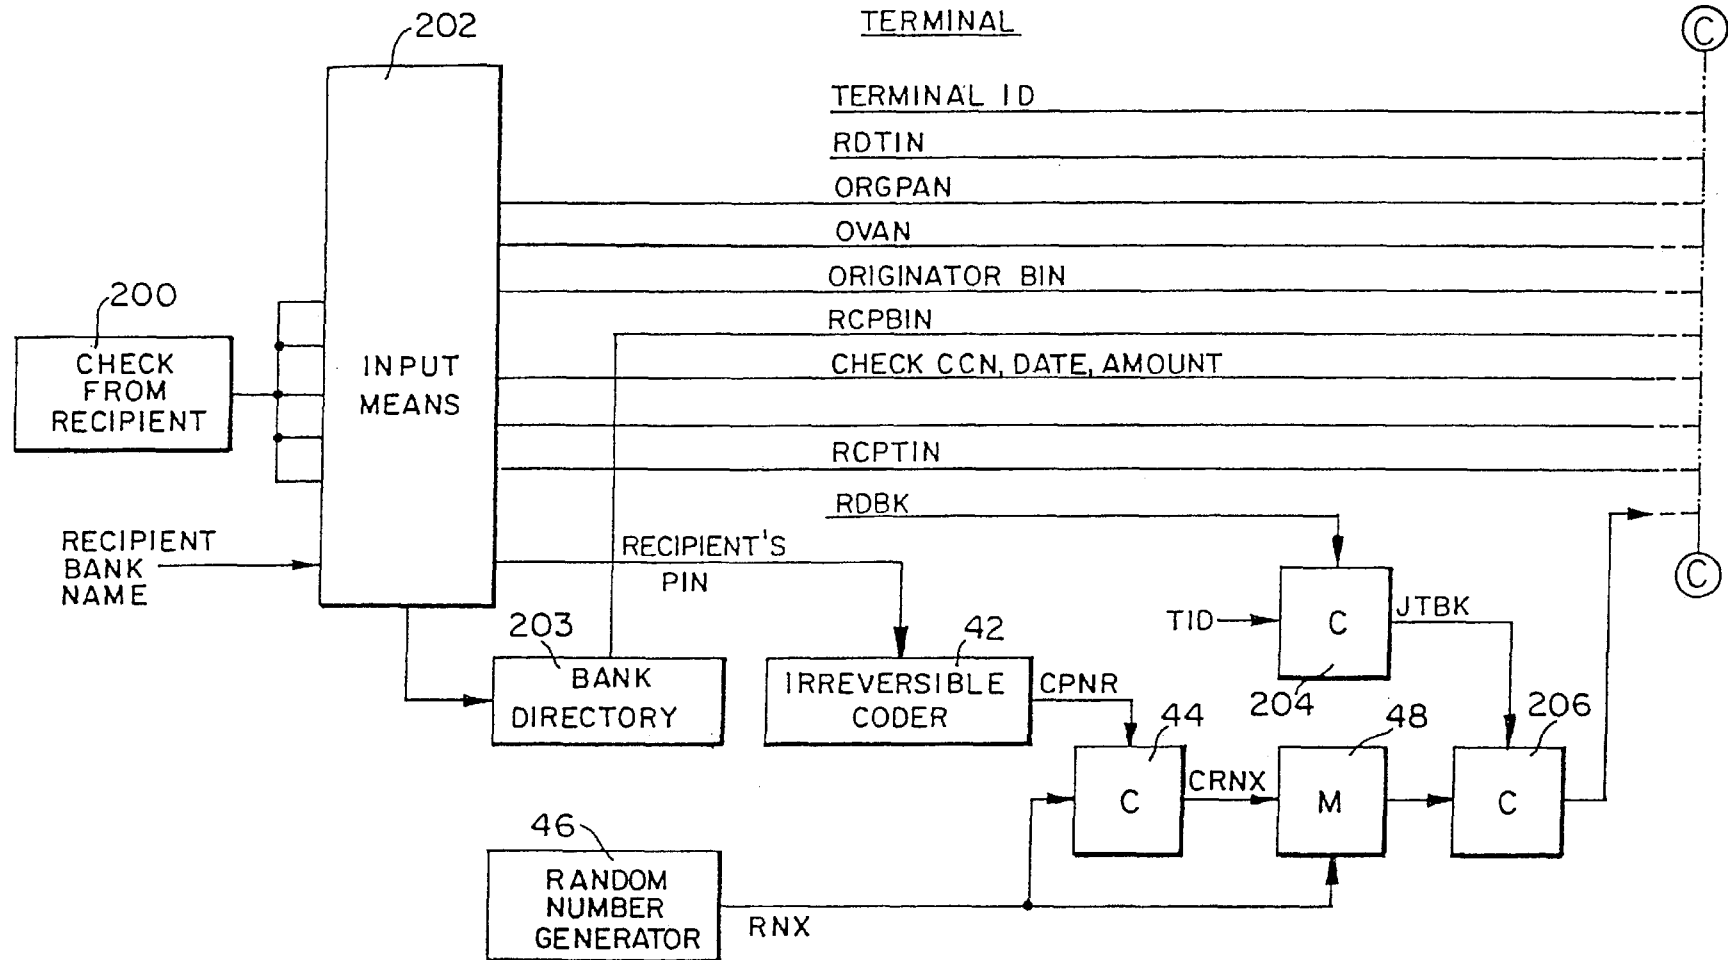 202
TERMINAL
C
TERMINAL ID
RDTIN
ORGPAN
OVAN
ORIGINATOR BIN
200
RCPBIN
CHECK
FROM
RECIPIENT
INPUT
MEANS
CHECK CCN, DATE, AMOUNT
RCPTIN
RDBK
RECIPIENT
BANK
NAME
RECIPIENT'S
PIN
C
TID
C
JTBK
204
203
BANK
DIRECTORY
42
IRREVERSIBLE
CODER
CPNR
44
C
CRNX
48
M
206
C
46
RANDOM
NUMBER
GENERATOR
RNX